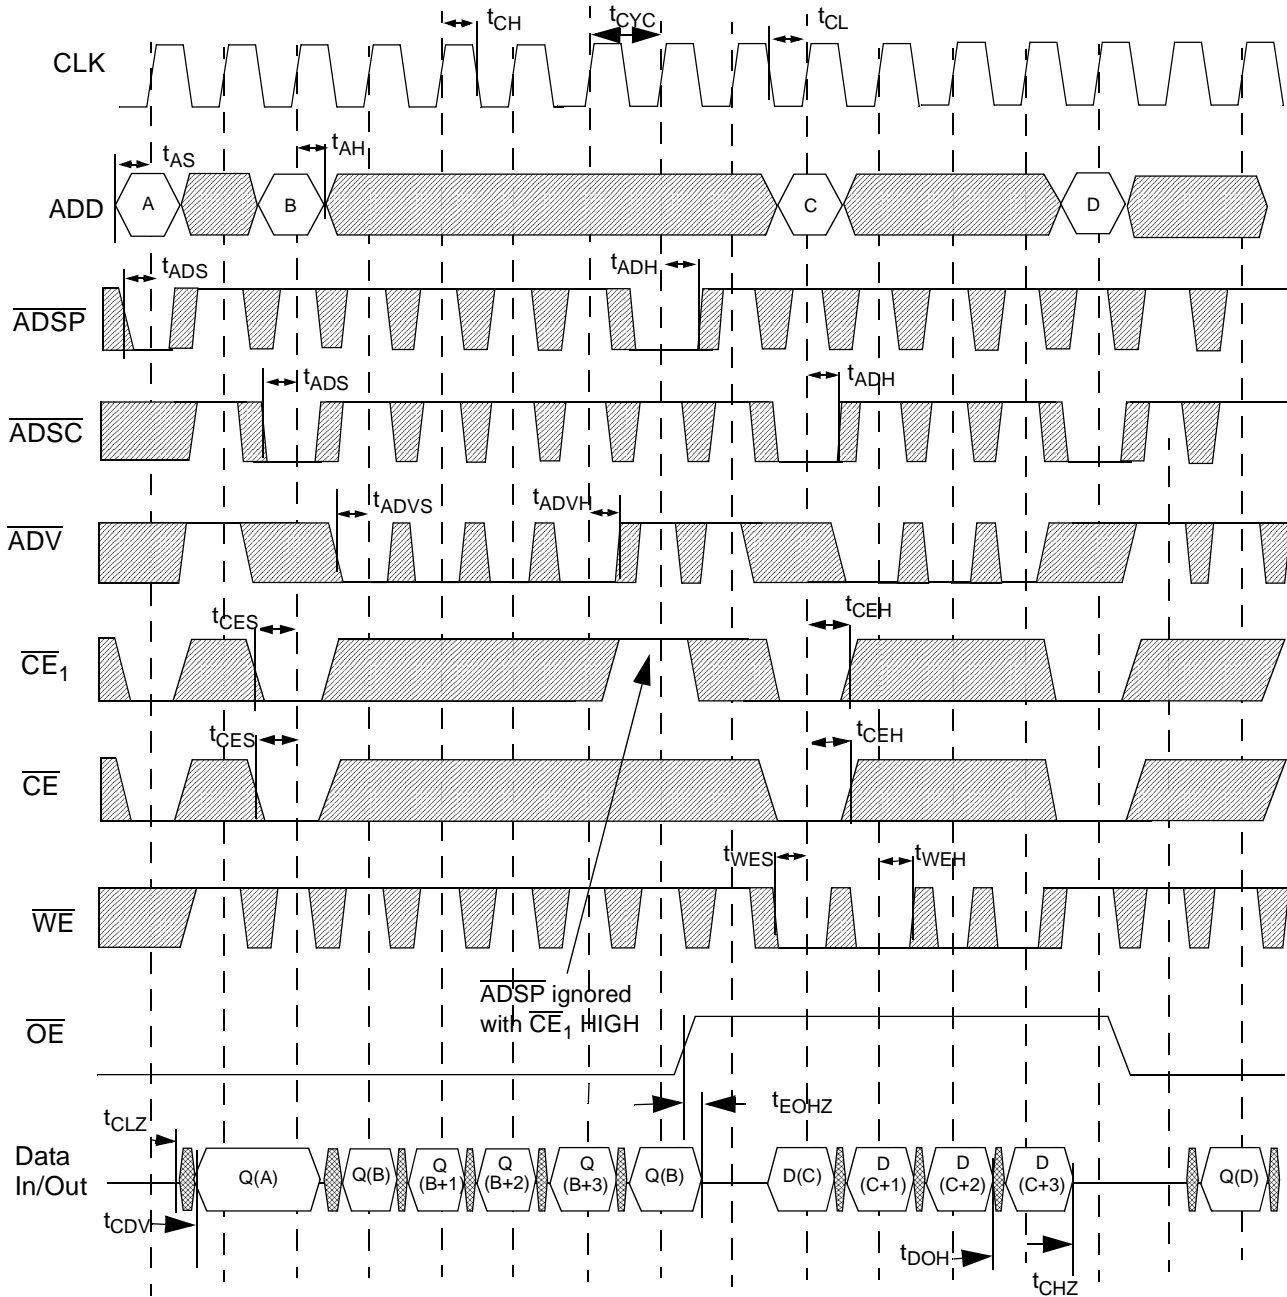 tCH
tCYC
tCL
CLK
tAS
tAH
ADD
A
B
C
D
tADS
tADH
ADSP
tADS
tADH
ADSC
tADVS
tADVH
ADV
tCES
tCEH
CE1
tCES
tCEH
CE
tWES
tWEH
WE
ADSP ignored
with CE1 HIGH
OE
tCLZ
tEOHZ
Data
In/Out
Q(A)
Q(B)
Q
(B+1)
Q
(B+2)
Q
(B+3)
Q(B)
D(C)
D
(C+1)
D
(C+2)
D
(C+3)
Q(D)
tCDV
tDOH
tCHZ